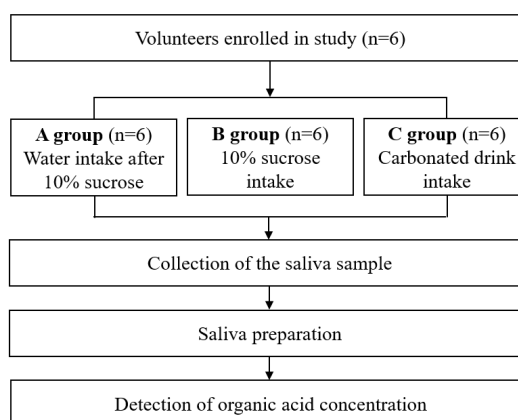 Volunteers enrolled in study (n=6)
A group (n=6)
Water intake after
10% sucrose
B group (n=6)
10% sucrose
intake
C group (n=6)
Carbonated drink
intake
Collection of the saliva sample
Saliva preparation
Detection of organic acid concentration